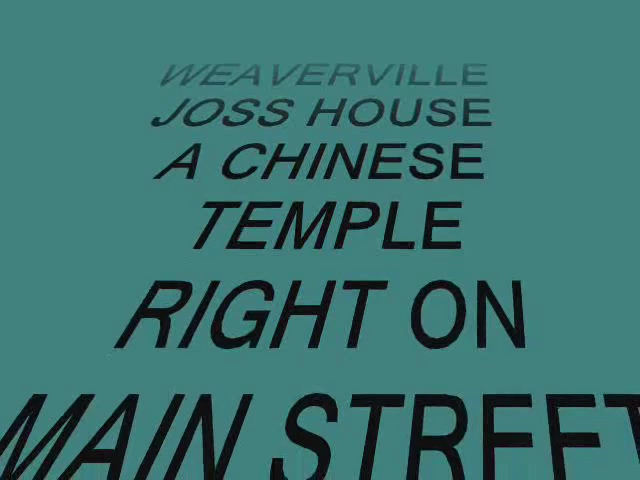 WEAVERVILLE
JOSS HOUSE
A CHINESE
TEMPLE
RIGHT ON
MAIN STREET